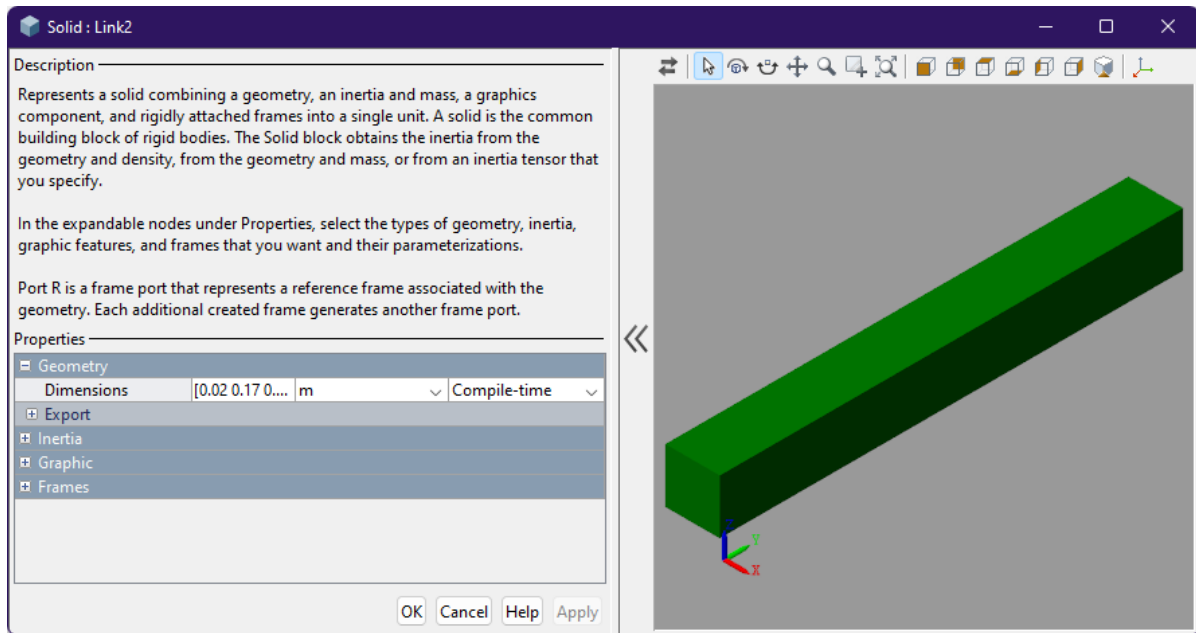 Solid : Link2
Description
Represents a solid combining a geometry, an inertia and mass, a graphics
component, and rigidly attached frames into a single unit. A solid is the common
building block of rigid bodies. The Solid block obtains the inertia from the
geometry and density, from the geometry and mass, or from an inertia tensor that
you specify.
In the expandable nodes under Properties, select the types of geometry, inertia,
graphic features, and frames that you want and their parameterizations.
Port R is a frame port that represents a reference frame associated with the
geometry. Each additional created frame generates another frame port.
Properties
Geometry
Dimensions [0.02 0.17 0.... m Compile-time
Export
Inertia
Graphic
Frames
OK Cancel Help Apply
Z
Y
X